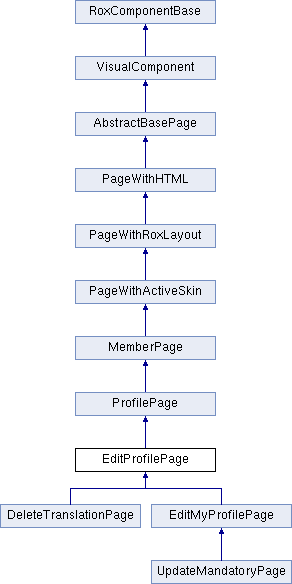 RoxComponentBase
VisualComponent
AbstractBasePage
PageWithHTML
PageWithRoxLayout
PageWithActiveSkin
MemberPage
ProfilePage
EditProfilePage
DeleteTranslationPage
EditMyProfilePage
UpdateMandatoryPage